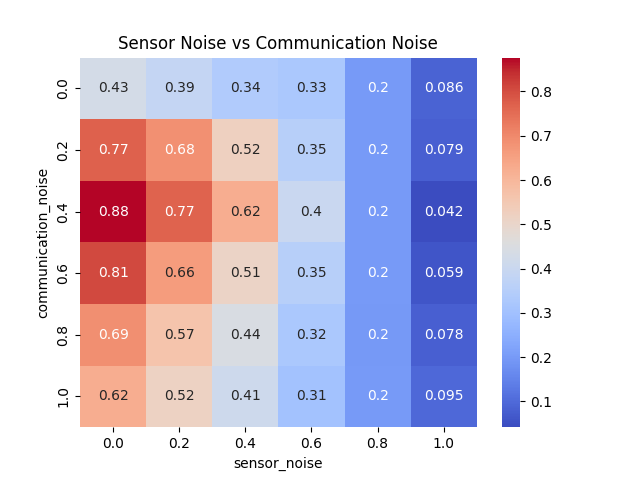 Sensor Noise vs Communication Noise
0.0 0.43 0.39 0.34 0.33 0.2 0.086
0.2 0.77 0.68 0.52 0.35 0.2 0.079
0.4 0.88 0.77 0.62 0.4 0.2 0.042
0.6 0.81 0.66 0.51 0.35 0.2 0.059
0.8 0.69 0.57 0.44 0.32 0.2 0.078
1.0 0.62 0.52 0.41 0.31 0.2 0.095
communication_noise
0.0 0.2 0.4 0.6 0.8 1.0
sensor_noise
0.8
0.7
0.6
0.5
0.4
0.3
0.2
0.1